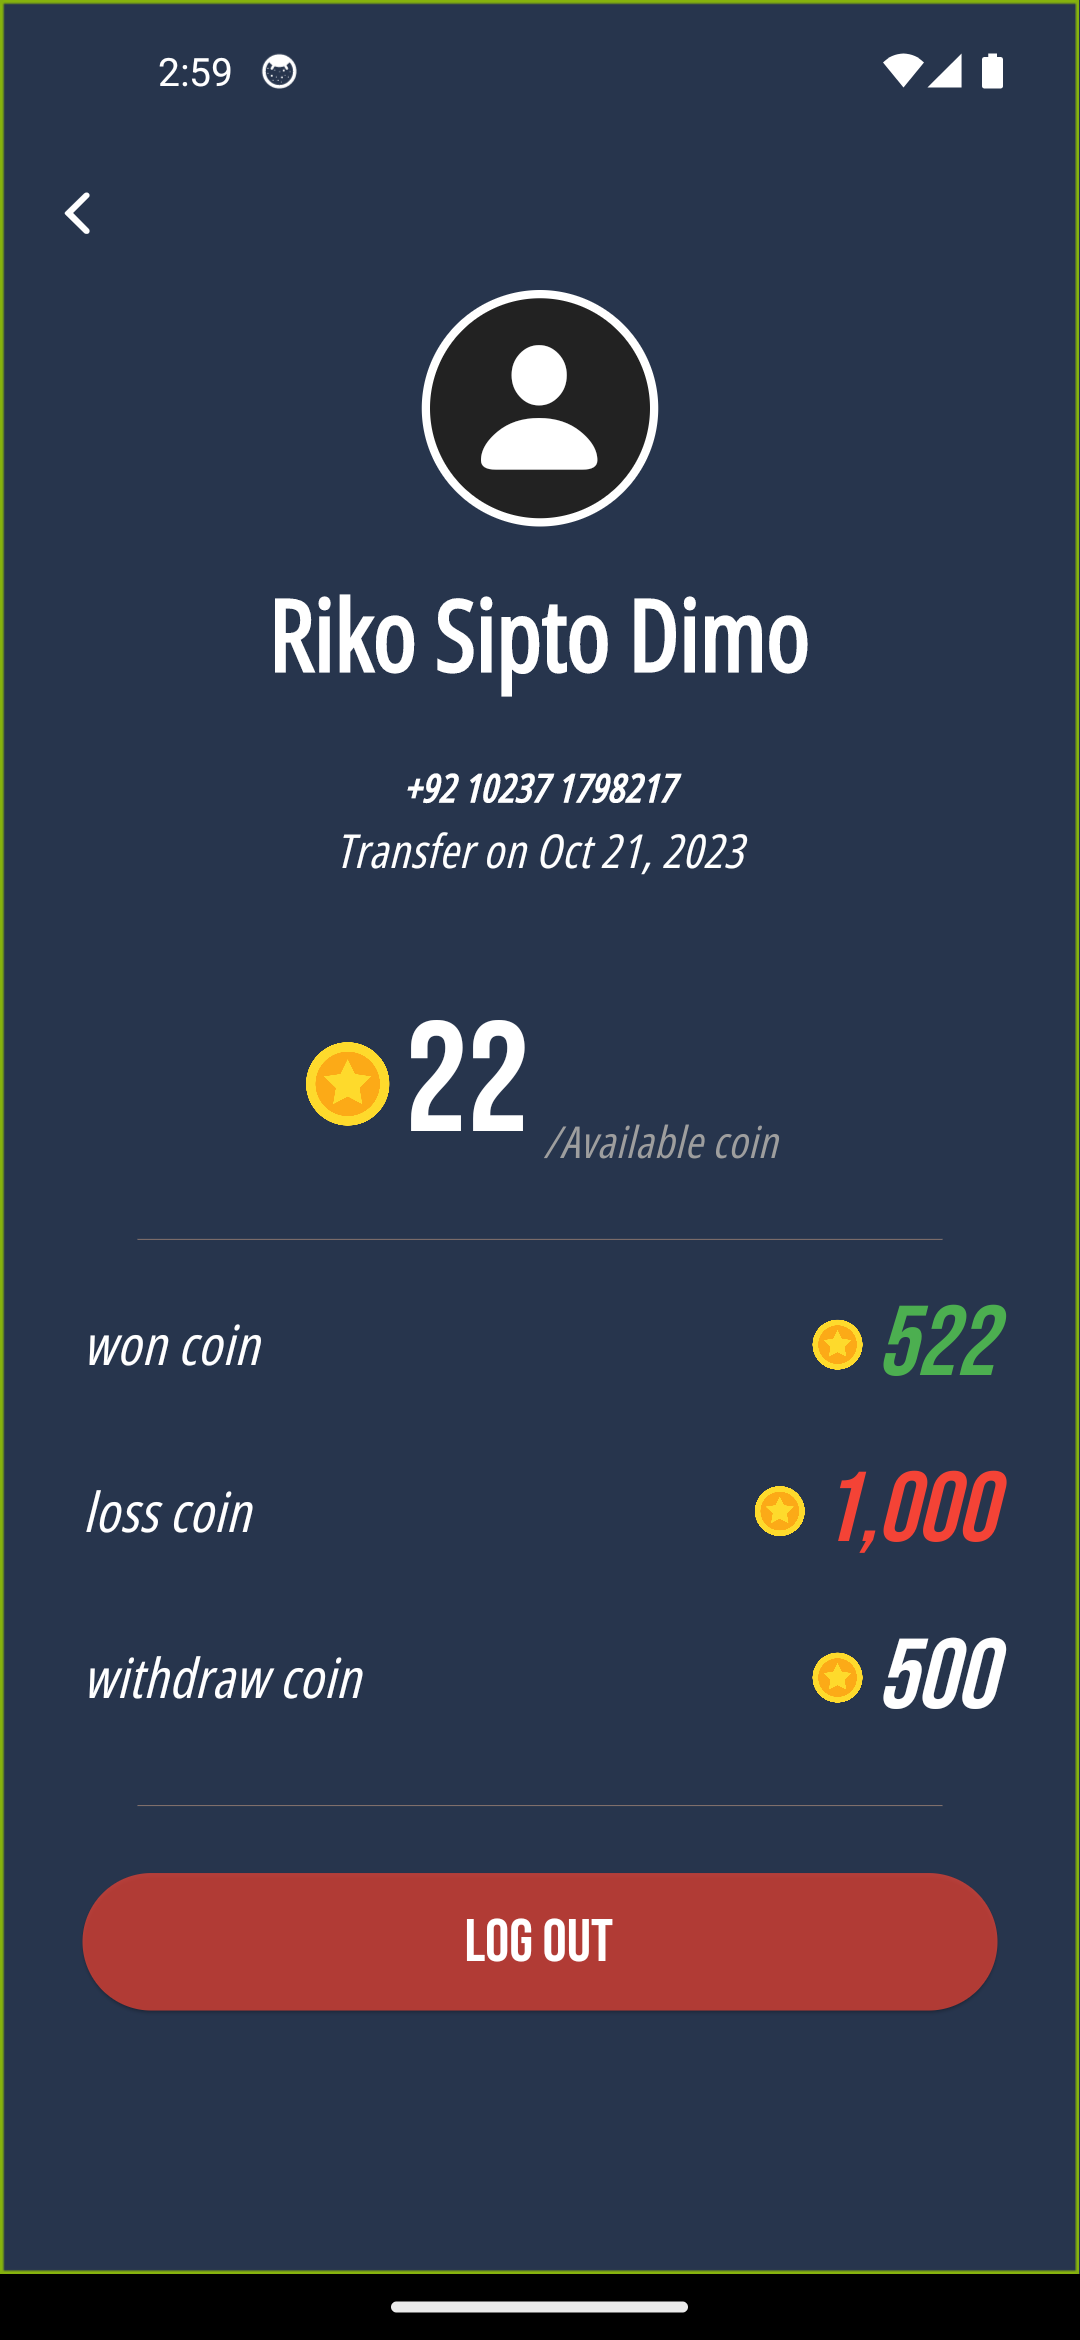 2:59
Riko Sipto Dimo
+92 10237 1798217
Transfer on Oct 21, 2023
22 /Available coin
won coin 522
loss coin 1,000
withdraw coin 500
LOG OUT